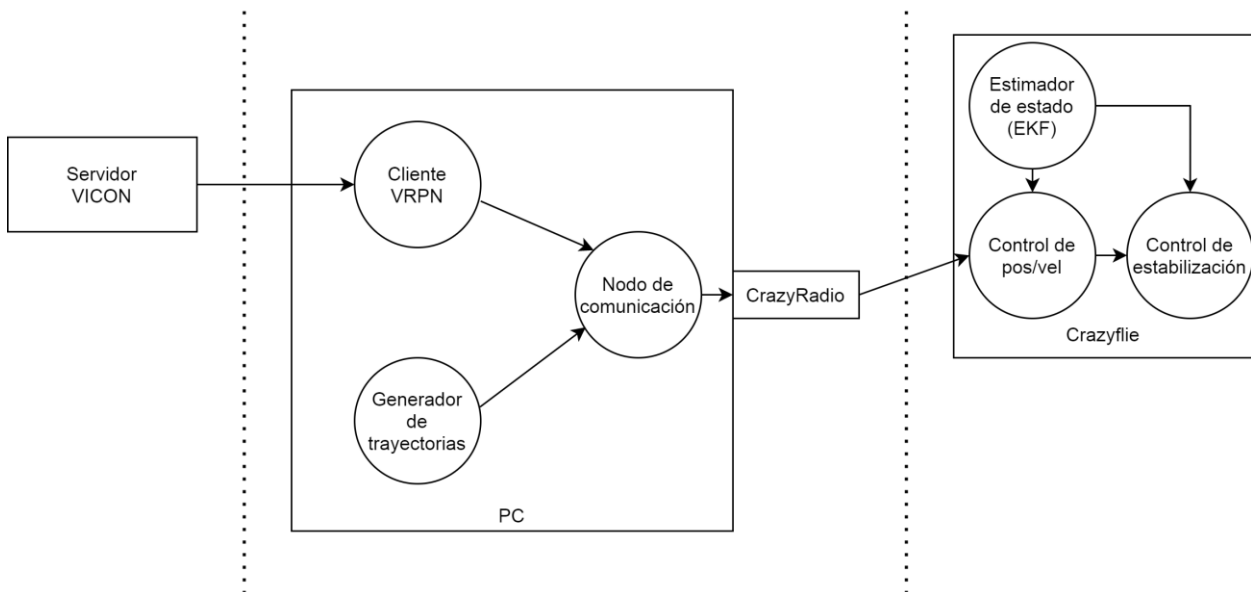 Servidor
VICON
Cliente
VRPN
Generador
de
trayectorias
Nodo de
comunicación
PC
CrazyRadio
Estimador
de estado
(EKF)
Control de
pos/vel
Control de
estabilización
Crazyflie